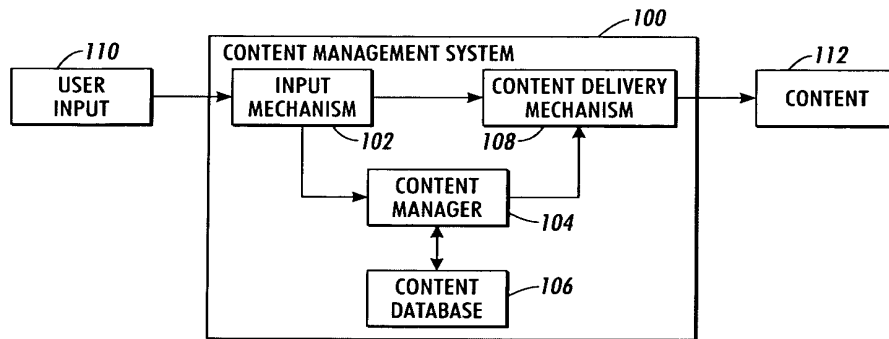 100
110
CONTENT MANAGEMENT SYSTEM
112
USER
INPUT
INPUT
MECHANISM
102
CONTENT DELIVERY
MECHANISM
108
CONTENT
CONTENT
MANAGER
104
CONTENT
DATABASE
106